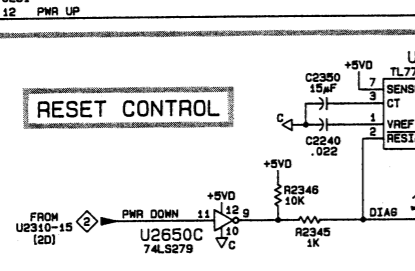 12 PWR UP
RESET CONTROL
C2350
15µF
+5VD
U
TL77
7 SENS
3 CT
1 VREF
2 RESI
C
C2240
.022
+5VD
R2346
10K
+5VD
FROM
U2310-15
[2D]
2
PWR DOWN
11 12 9
10
C
U2650C
74LS279
R2345
1K
DIAG